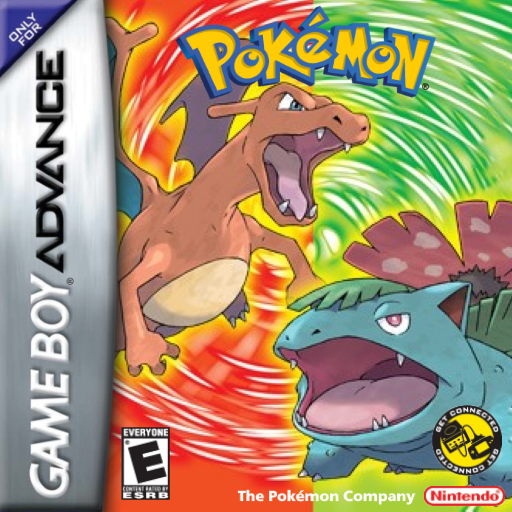 ONLY
FOR
GAME BOY ADVANCE
POKéMON
EVERYONE
E
CONTENT RATED BY
ESRB
GET CONNECTED
GET CONNECTED
The Pokémon Company
Nintendo